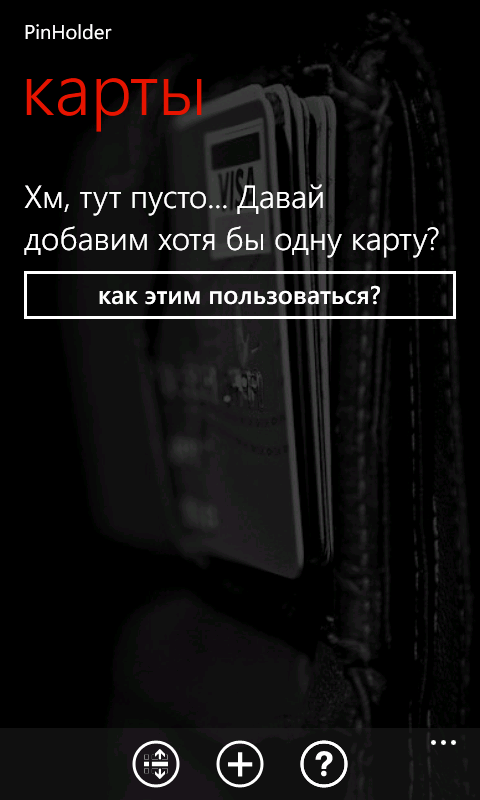 PinHolder
карты
VISA
Хм, тут пусто... Давай
добавим хотя бы одну карту?
как этим пользоваться?